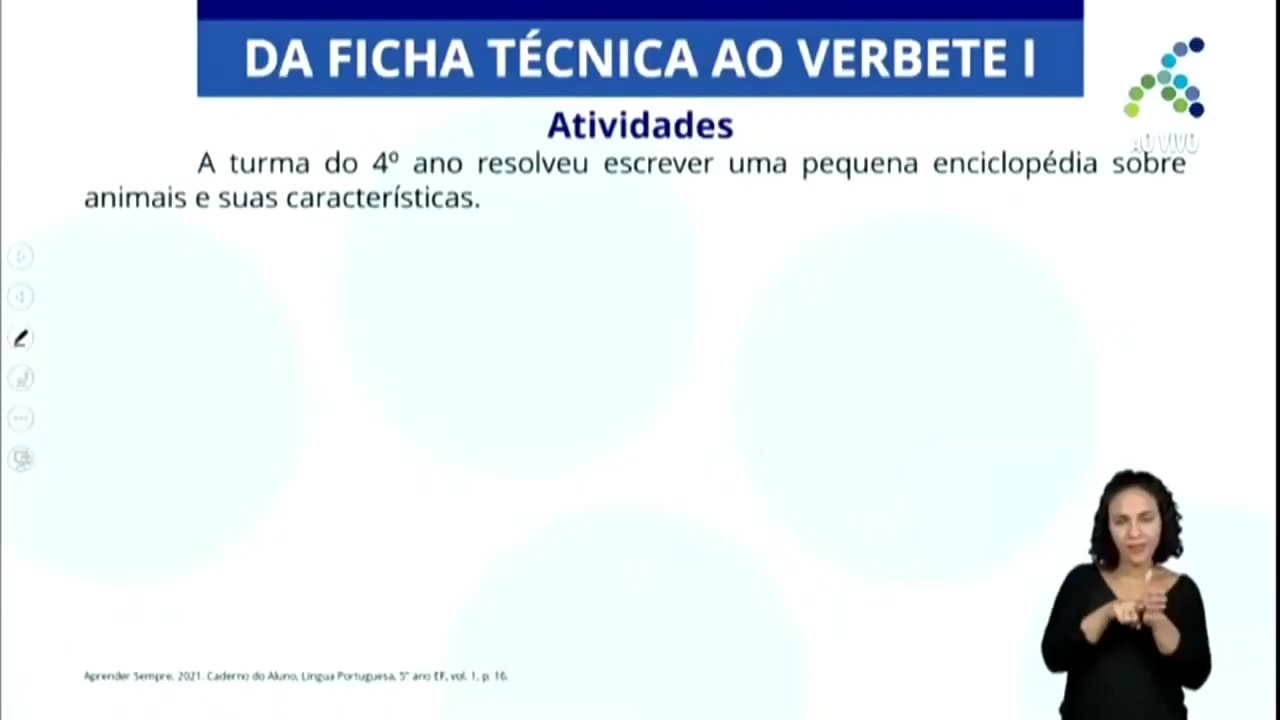 DA FICHA TÉCNICA AO VERBETE I
AO VIVO
Atividades
A turma do 4º ano resolveu escrever uma pequena enciclopédia sobre
animais e suas características.
Aprender Sempre, 2021. Caderno do Aluno, Língua Portuguesa, 5º ano EF, vol. 1, p. 16.